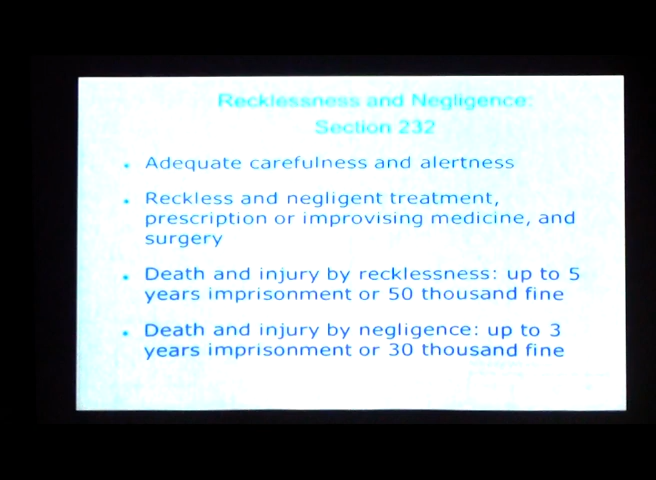 Recklessness and Negligence:
Section 232
• Adequate carefulness and alertness
• Reckless and negligent treatment,
prescription or improvising medicine, and
surgery
• Death and injury by recklessness: up to 5
years imprisonment or 50 thousand fine
• Death and injury by negligence: up to 3
years imprisonment or 30 thousand fine